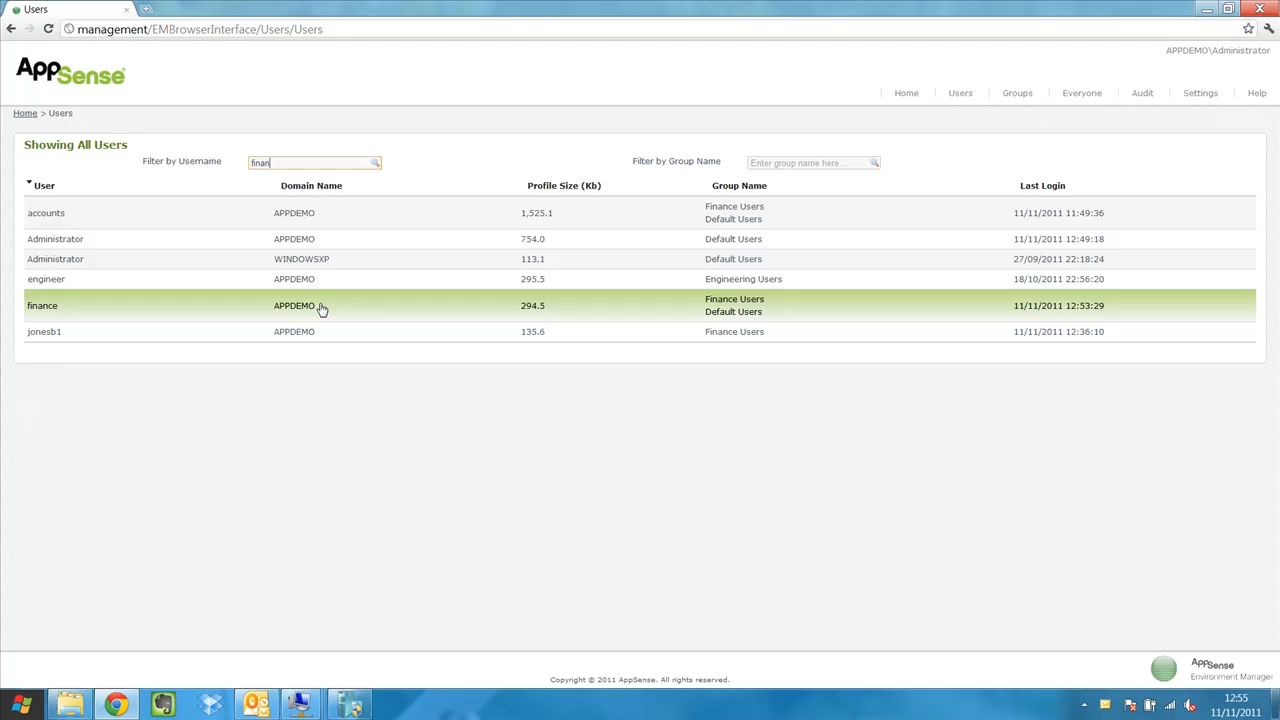 Users
management/EMBrowserInterface/Users/Users
APPDEMO\Administrator
AppSense
Home Users Groups Everyone Audit Settings Help
Home > Users
Showing All Users
Filter by Username finan Filter by Group Name Enter group name here...
User Domain Name Profile Size (Kb) Group Name Last Login
accounts APPDEMO 1,525.1 Finance Users 11/11/2011 11:49:36
Default Users
Administrator APPDEMO 754.0 Default Users 11/11/2011 12:49:18
Administrator WINDOWSXP 113.1 Default Users 27/09/2011 22:18:24
engineer APPDEMO 295.5 Engineering Users 18/10/2011 22:56:20
finance APPDEMO 294.5 Finance Users 11/11/2011 12:53:29
Default Users
jonesb1 APPDEMO 135.6 Finance Users 11/11/2011 12:36:10
AppSense
Environment Manager
Copyright © 2011 AppSense. All rights reserved.
12:55
11/11/2011